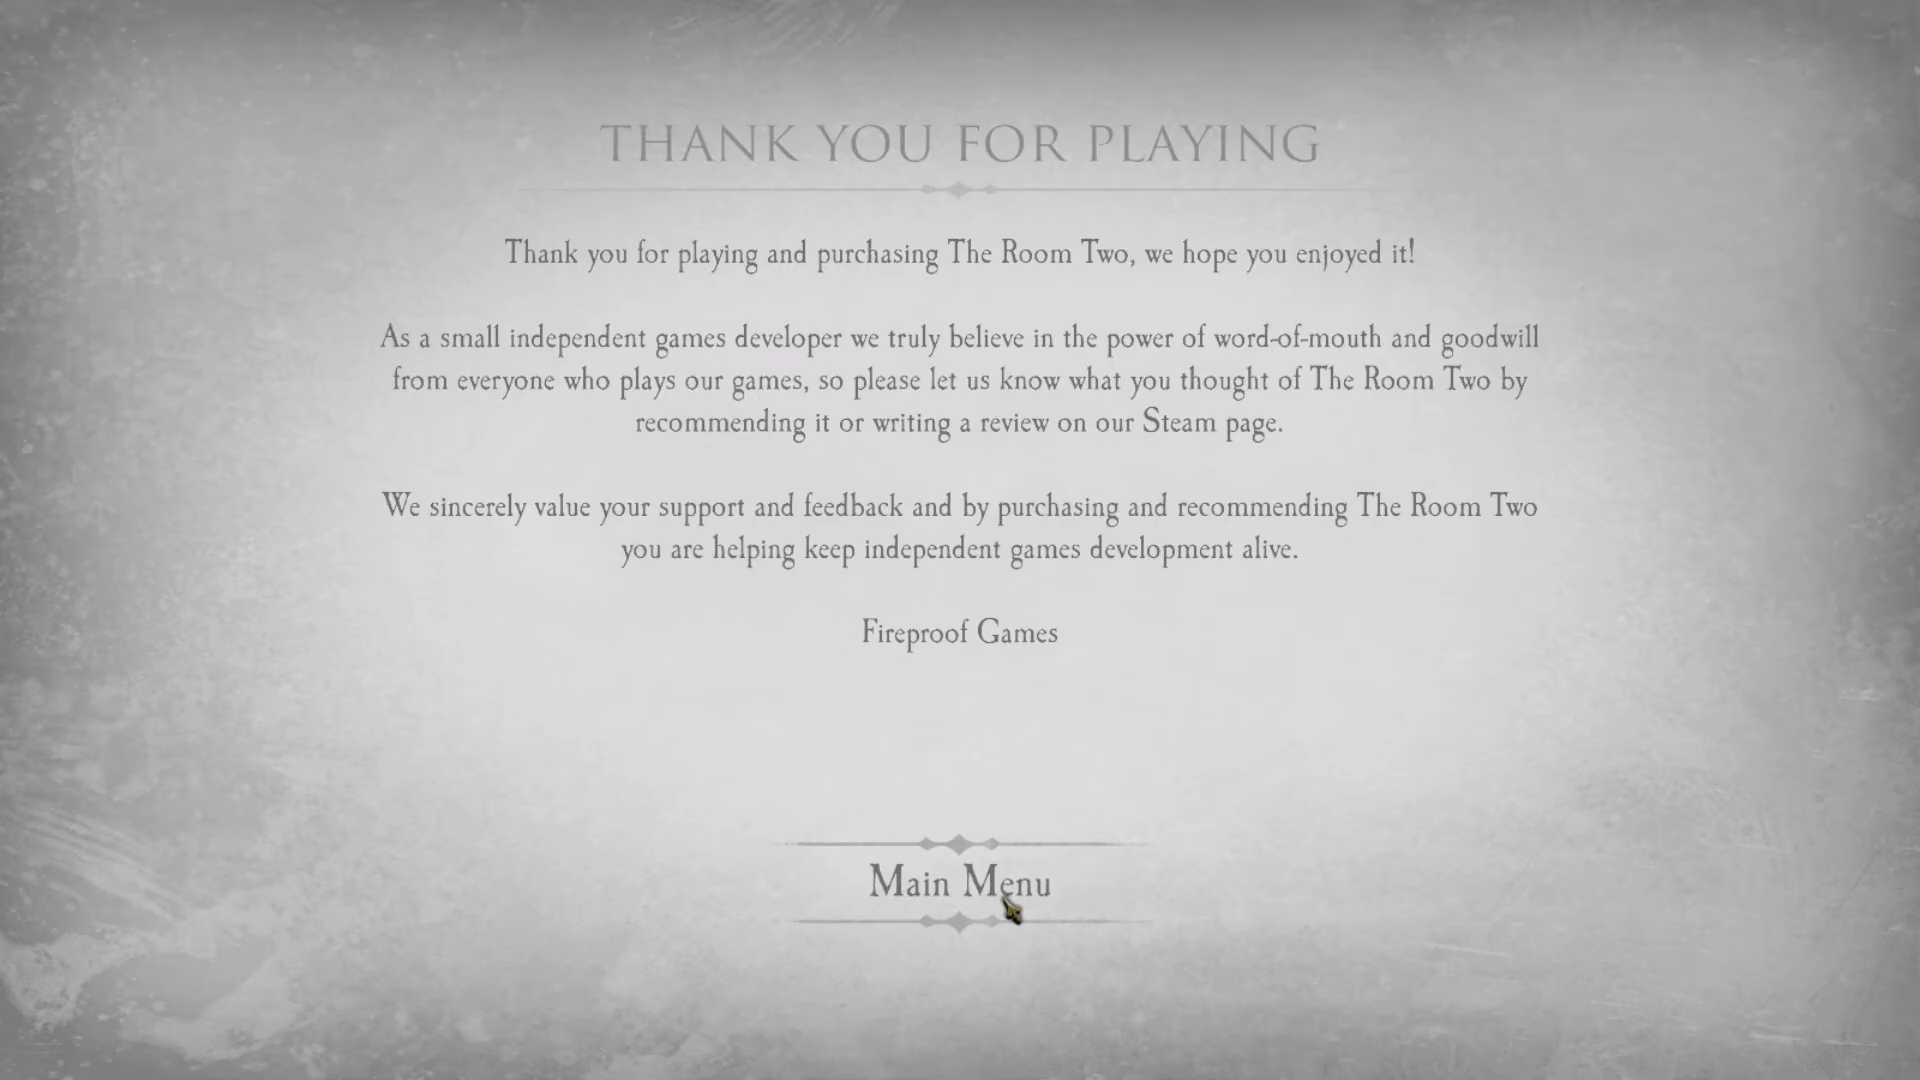 THANK YOU FOR PLAYING
Thank you for playing and purchasing The Room Two, we hope you enjoyed it!
As a small independent games developer we truly believe in the power of word-of-mouth and goodwill
from everyone who plays our games, so please let us know what you thought of The Room Two by
recommending it or writing a review on our Steam page.
We sincerely value your support and feedback and by purchasing and recommending The Room Two
you are helping keep independent games development alive.
Fireproof Games
Main Menu